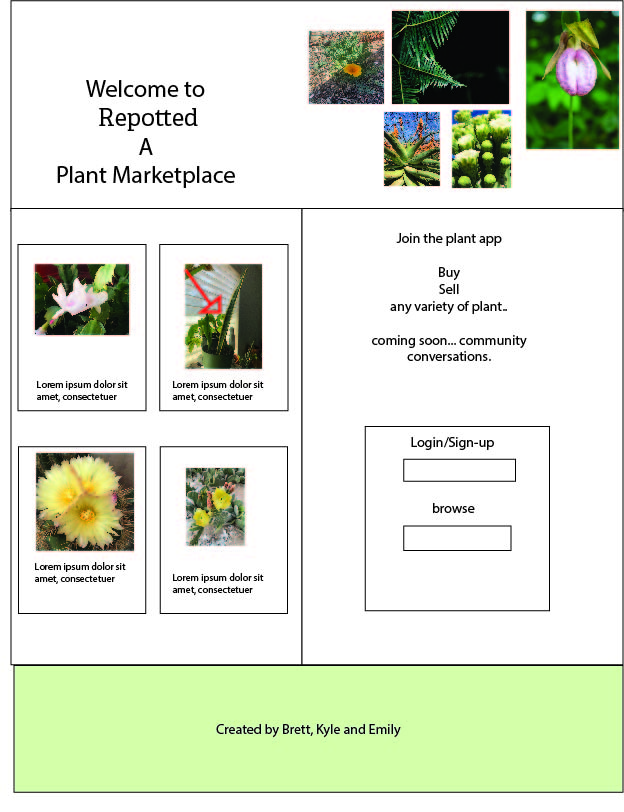 Welcome to
Repotted
A
Plant Marketplace
Lorem ipsum dolor sit
amet, consectetuer
Lorem ipsum dolor sit
amet, consectetuer
Lorem ipsum dolor sit
amet, consectetuer
Lorem ipsum dolor sit
amet, consectetuer
Join the plant app
Buy
Sell
any variety of plant..
coming soon... community
conversations.
Login/Sign-up
browse
Created by Brett, Kyle and Emily